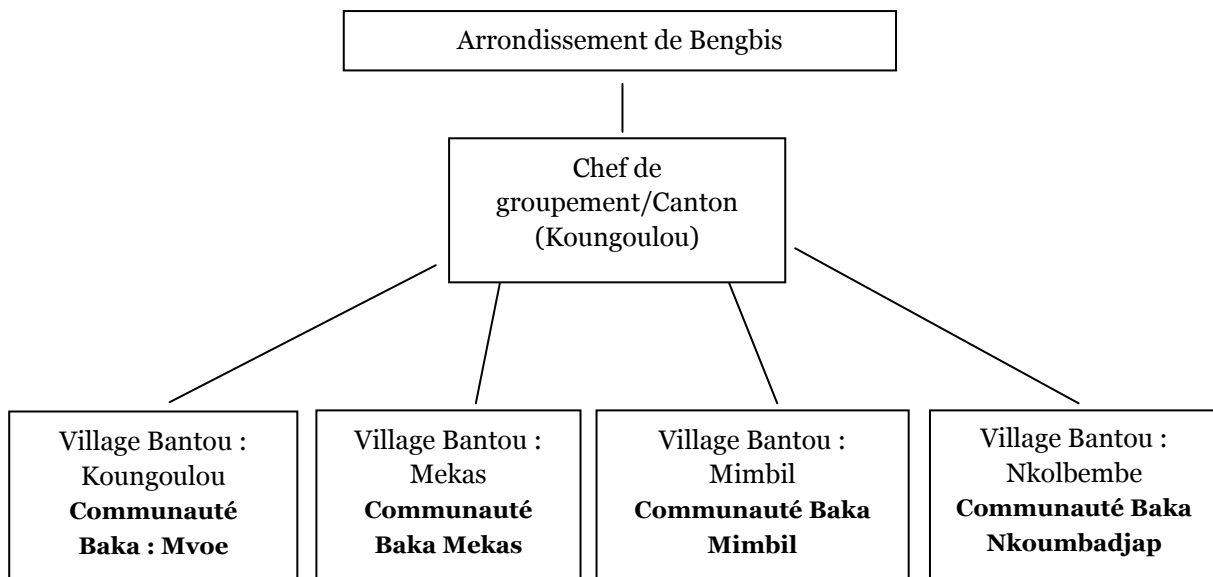 Arrondissement de Bengbis
Chef de
groupement/Canton
(Koungoulou)
Village Bantou :
Koungoulou
Communauté
Baka : Mvoe
Village Bantou :
Mekas
Communauté
Baka Mekas
Village Bantou :
Mimbil
Communauté Baka
Mimbil
Village Bantou :
Nkolbembe
Communauté Baka
Nkoumbadjap